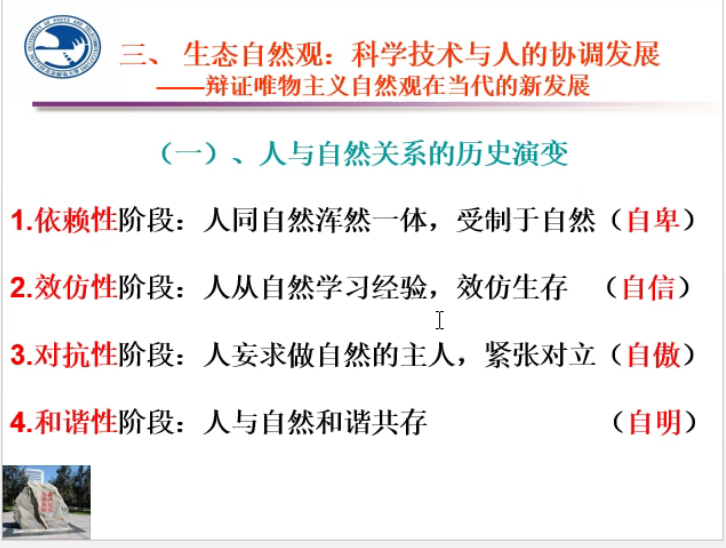 三、 生态自然观：科学技术与人的协调发展
——辩证唯物主义自然观在当代的新发展
（一）、人与自然关系的历史演变
1.依赖性阶段：人同自然浑然一体，受制于自然（自卑）
2.效仿性阶段：人从自然学习经验，效仿生存 （自信）
3.对抗性阶段：人妄求做自然的主人，紧张对立（自傲）
4.和谐性阶段：人与自然和谐共存 （自明）